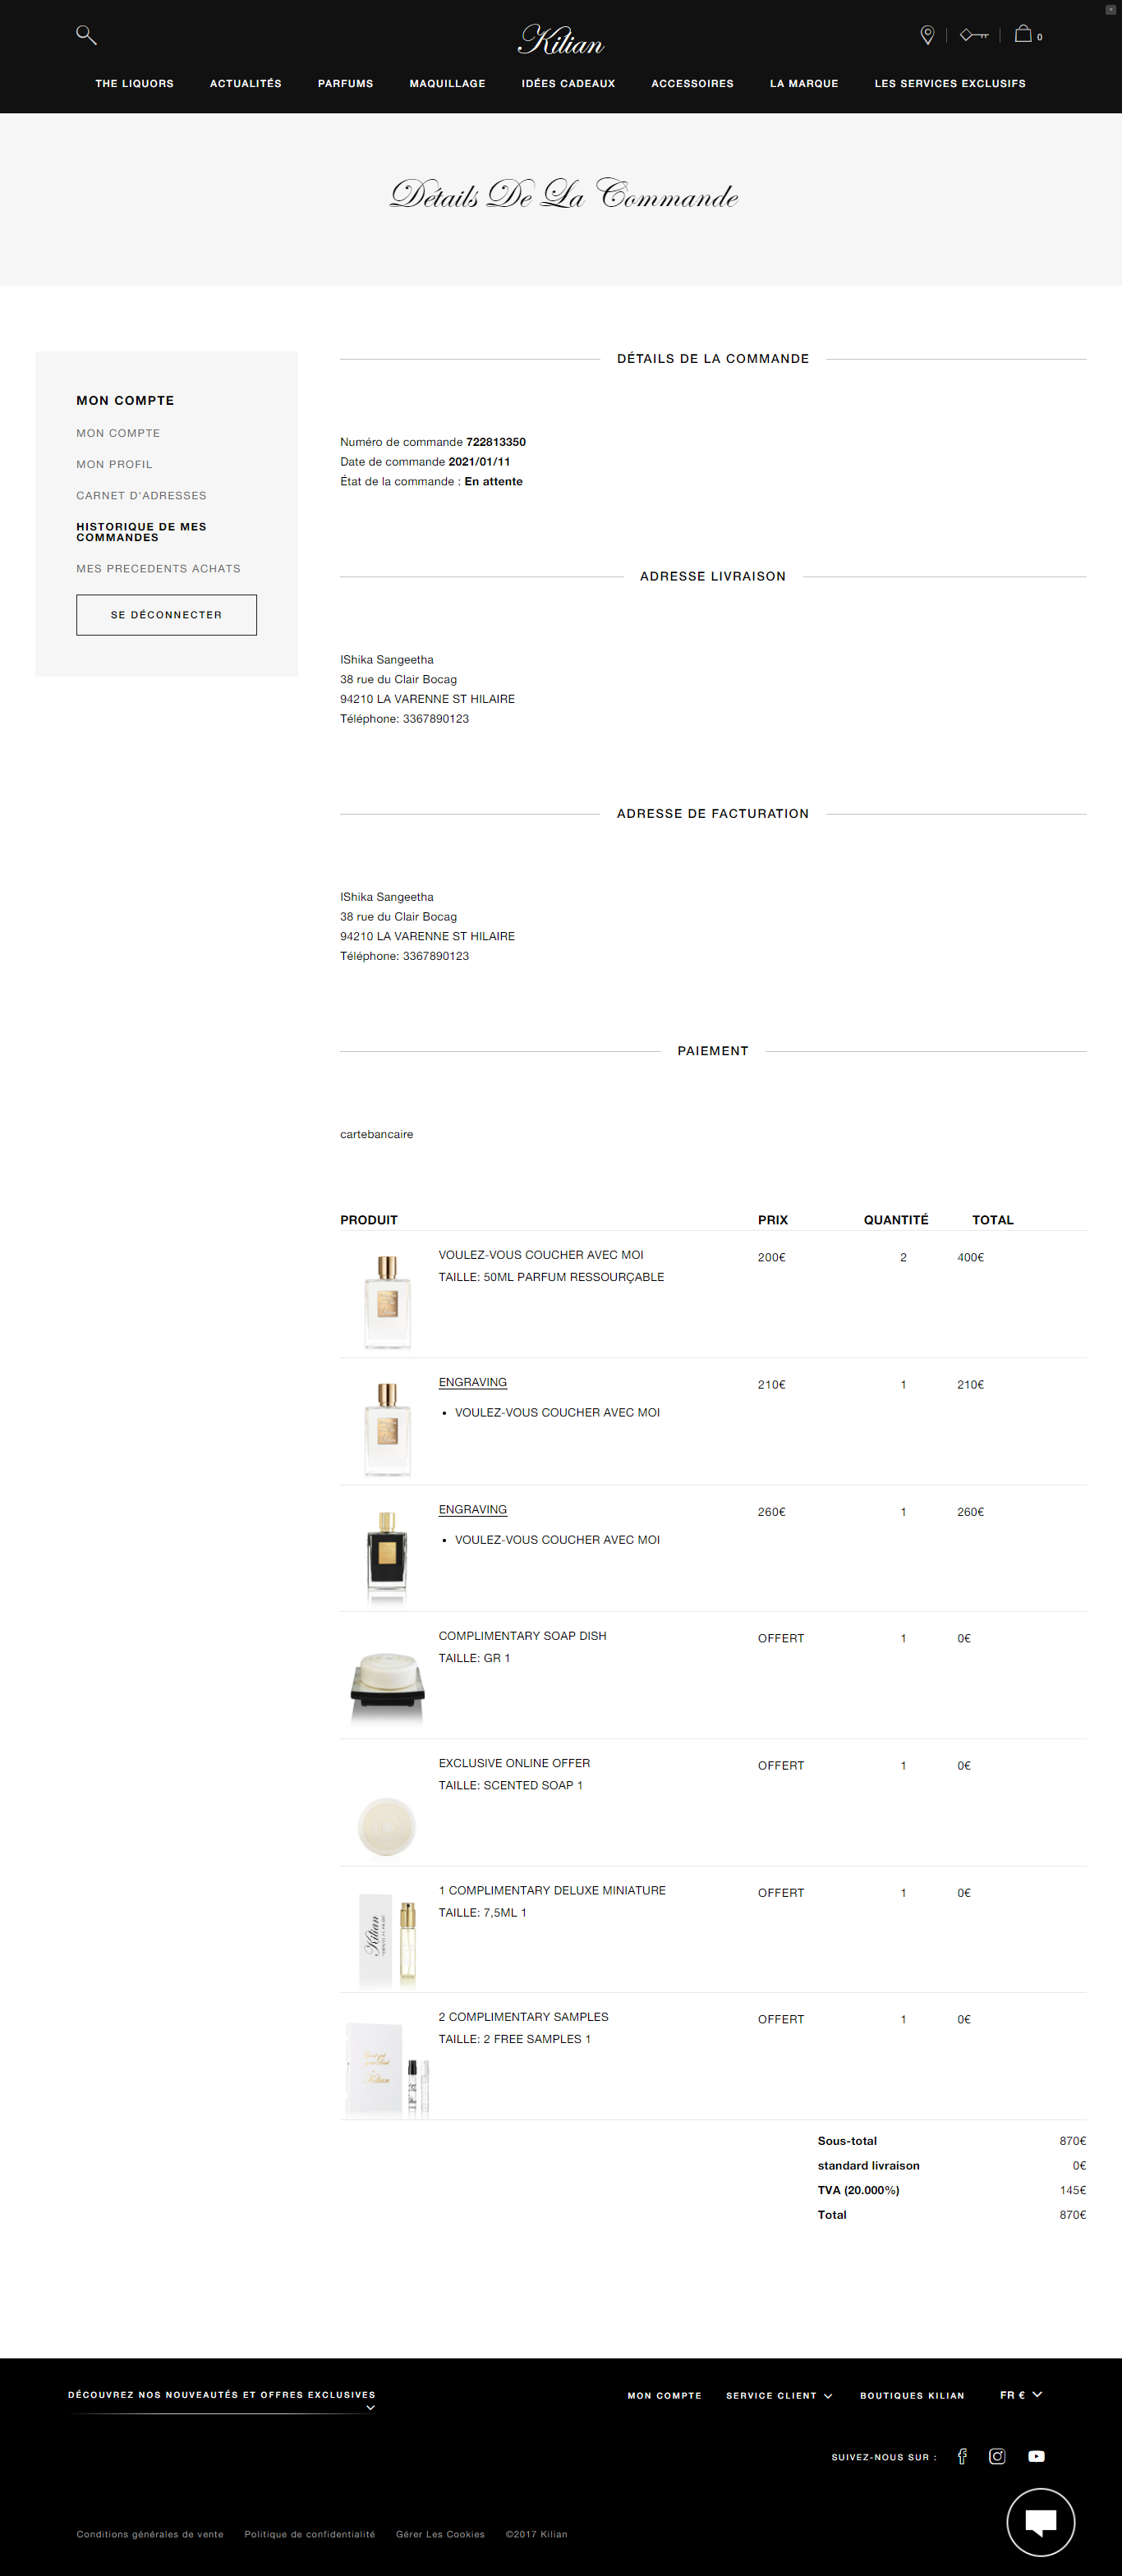 Kilian
0
THE LIQUORS ACTUALITÉS PARFUMS MAQUILLAGE IDÉES CADEAUX ACCESSOIRES LA MARQUE LES SERVICES EXCLUSIFS
Détails De La Commande
MON COMPTE
MON COMPTE
MON PROFIL
CARNET D'ADRESSES
HISTORIQUE DE MES
COMMANDES
MES PRECEDENTS ACHATS
SE DÉCONNECTER
DÉTAILS DE LA COMMANDE
Numéro de commande 722813350
Date de commande 2021/01/11
État de la commande : En attente
ADRESSE LIVRAISON
IShika Sangeetha
38 rue du Clair Bocag
94210 LA VARENNE ST HILAIRE
Téléphone: 3367890123
ADRESSE DE FACTURATION
IShika Sangeetha
38 rue du Clair Bocag
94210 LA VARENNE ST HILAIRE
Téléphone: 3367890123
PAIEMENT
cartebancaire
PRODUIT PRIX QUANTITÉ TOTAL
VOULEZ-VOUS COUCHER AVEC MOI 200€ 2 400€
TAILLE: 50ML PARFUM RESSOURÇABLE
ENGRAVING 210€ 1 210€
• VOULEZ-VOUS COUCHER AVEC MOI
ENGRAVING 260€ 1 260€
• VOULEZ-VOUS COUCHER AVEC MOI
COMPLIMENTARY SOAP DISH OFFERT 1 0€
TAILLE: GR 1
EXCLUSIVE ONLINE OFFER OFFERT 1 0€
TAILLE: SCENTED SOAP 1
1 COMPLIMENTARY DELUXE MINIATURE OFFERT 1 0€
TAILLE: 7,5ML 1
Kilian
2 COMPLIMENTARY SAMPLES OFFERT 1 0€
TAILLE: 2 FREE SAMPLES 1
Kilian
Sous-total 870€
standard livraison 0€
TVA (20.000%) 145€
Total 870€
DÉCOUVREZ NOS NOUVEAUTÉS ET OFFRES EXCLUSIVES
MON COMPTE SERVICE CLIENT BOUTIQUES KILIAN FR €
SUIVEZ-NOUS SUR :
Conditions générales de vente Politique de confidentialité Gérer Les Cookies ©2017 Kilian